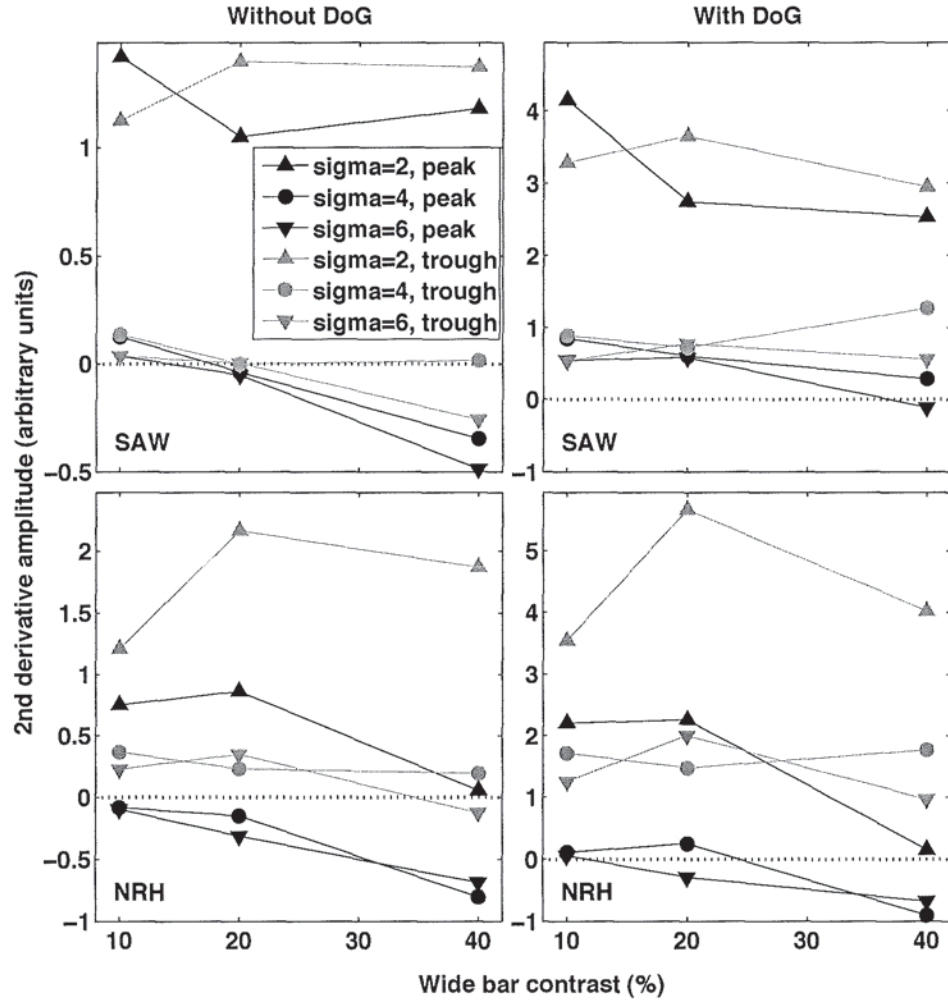 Without DoG
With DoG
2nd derivative amplitude (arbitrary units)
1
0.5
0
−0.5
sigma=2, peak
sigma=4, peak
sigma=6, peak
sigma=2, trough
sigma=4, trough
sigma=6, trough
SAW
4
3
2
1
0
−1
SAW
2
1.5
1
0.5
0
−0.5
−1
NRH
10
20
30
40
5
4
3
2
1
0
−1
NRH
10
20
30
40
Wide bar contrast (%)